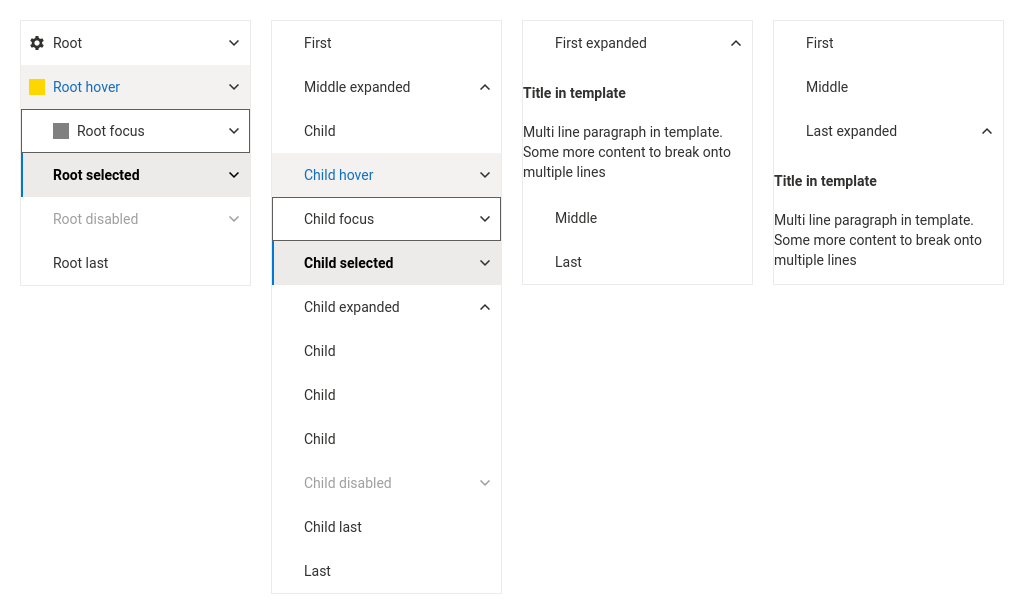 Root
Root hover
Root focus
Root selected
Root disabled
Root last
First
Middle expanded
Child
Child hover
Child focus
Child selected
Child expanded
Child
Child
Child
Child disabled
Child last
Last
First expanded
Title in template
Multi line paragraph in template.
Some more content to break onto
multiple lines
Middle
Last
First
Middle
Last expanded
Title in template
Multi line paragraph in template.
Some more content to break onto
multiple lines